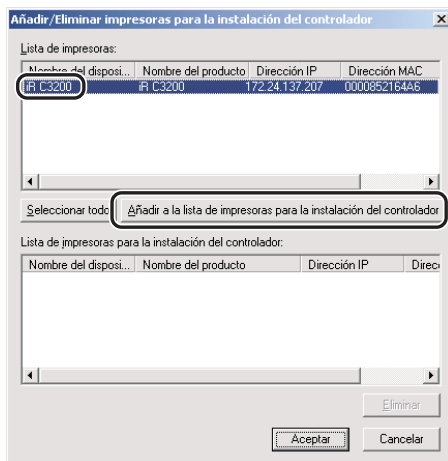 Añadir/Eliminar impresoras para la instalación del controlador
Lista de impresoras:
Nombre del disposi... Nombre del producto Dirección IP Dirección MAC
iR C3200 iR C3200 172.24.137.207 0000852164A6
Seleccionar todo Añadir a la lista de impresoras para la instalación del controlador
Lista de impresoras para la instalación del controlador:
Nombre del disposi... Nombre del producto Dirección IP Direcc
Eliminar
Aceptar Cancelar